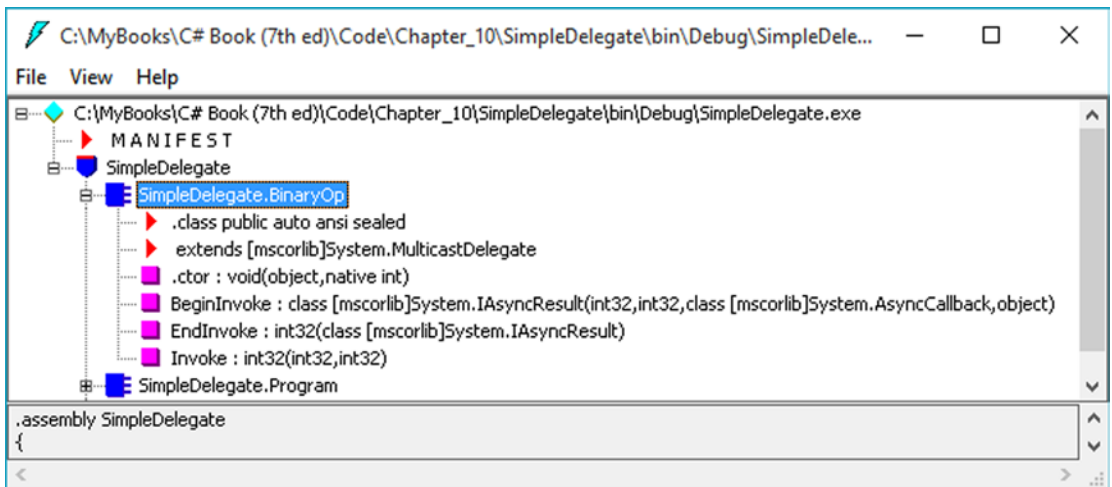 C:\MyBooks\C# Book (7th ed)\Code\Chapter_10\SimpleDelegate\bin\Debug\SimpleDele...
File View Help
C:\MyBooks\C# Book (7th ed)\Code\Chapter_10\SimpleDelegate\bin\Debug\SimpleDelegate.exe
M A N I F E S T
SimpleDelegate
SimpleDelegate.BinaryOp
.class public auto ansi sealed
extends [mscorlib]System.MulticastDelegate
.ctor : void(object,native int)
BeginInvoke : class [mscorlib]System.IAsyncResult(int32,int32,class [mscorlib]System.AsyncCallback,object)
EndInvoke : int32(class [mscorlib]System.IAsyncResult)
Invoke : int32(int32,int32)
SimpleDelegate.Program
.assembly SimpleDelegate
{